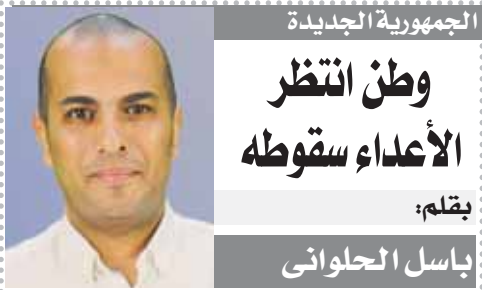 الجمهورية الجديدة
وطن انتظر
الأعداء سقوطه
بقلم:
باسل الحلوانى